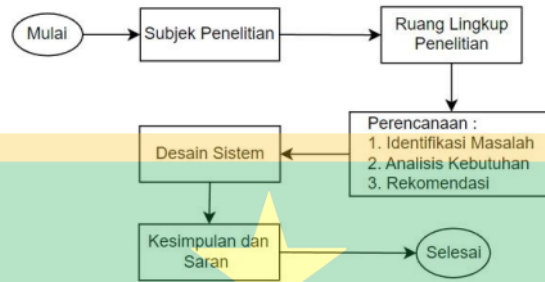 Mulai
Subjek Penelitian
Ruang Lingkup
Penelitian
Perencanaan :
1. Identifikasi Masalah
2. Analisis Kebutuhan
3. Rekomendasi
Desain Sistem
Kesimpulan dan
Saran
Selesai